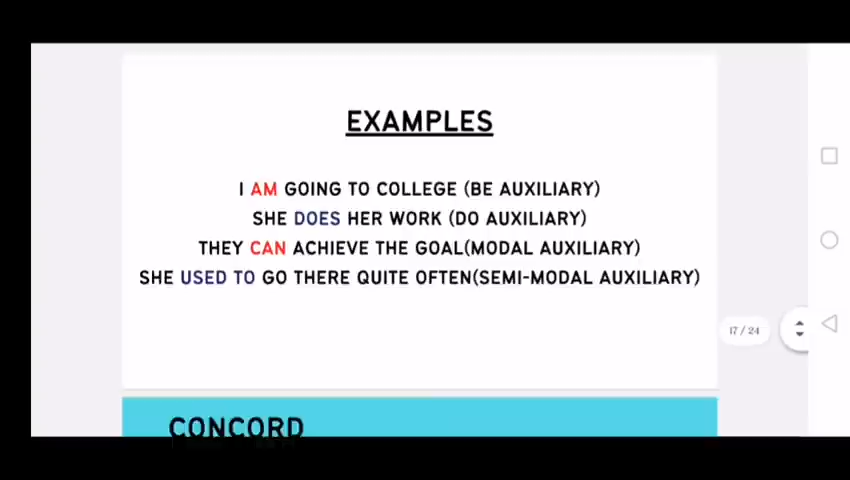 EXAMPLES
I AM GOING TO COLLEGE (BE AUXILIARY)
SHE DOES HER WORK (DO AUXILIARY)
THEY CAN ACHIEVE THE GOAL(MODAL AUXILIARY)
SHE USED TO GO THERE QUITE OFTEN(SEMI-MODAL AUXILIARY)
17 / 24
CONCORD